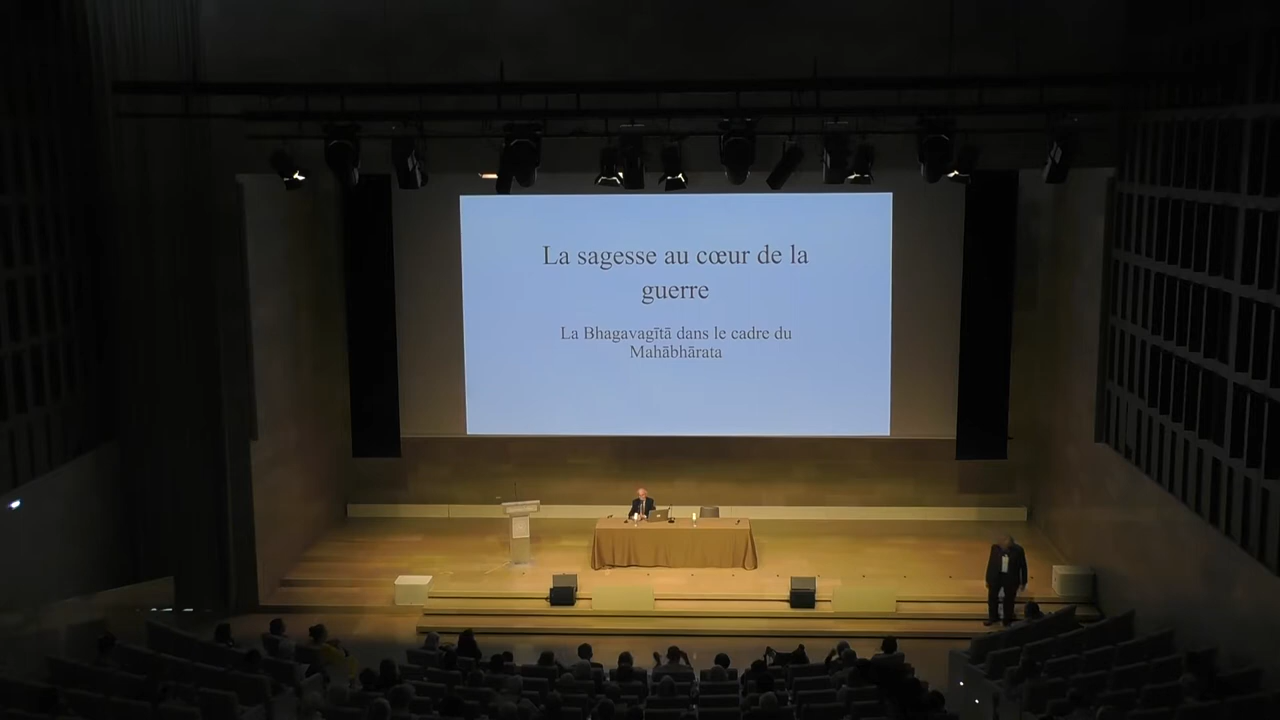 La sagesse au cœur de la
guerre
La Bhagavagītā dans le cadre du
Mahābhārata